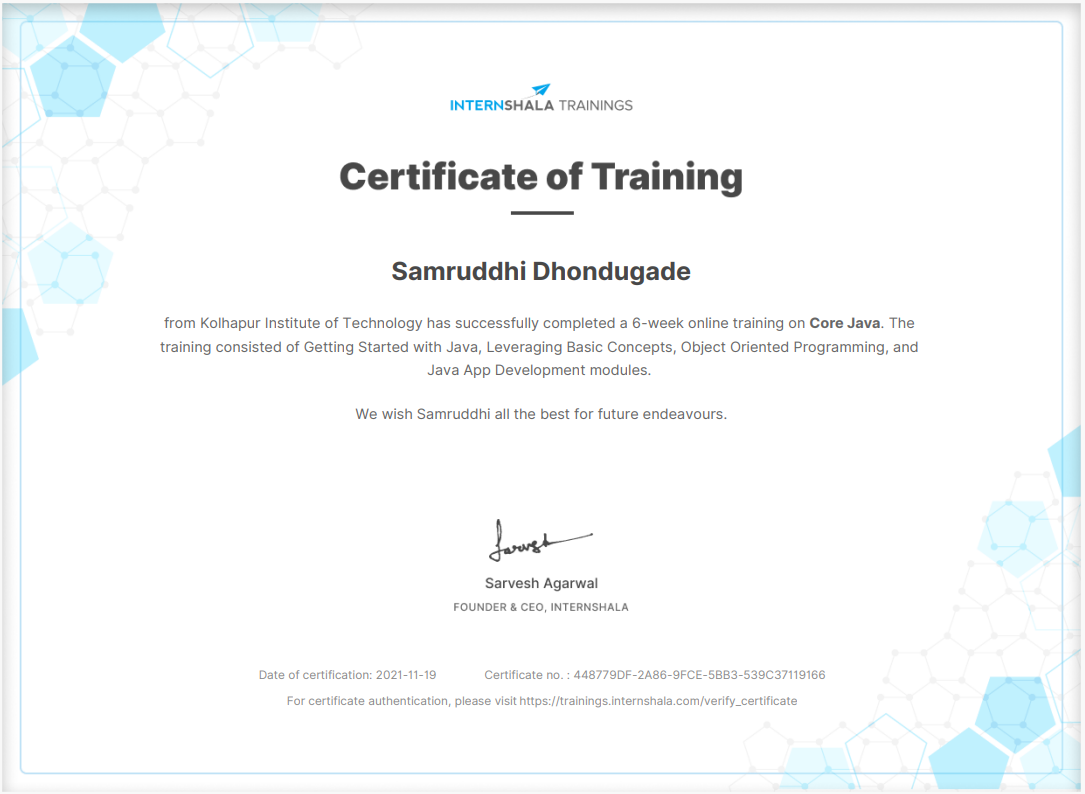 INTERNSHALA TRAININGS
Certificate of Training
Samruddhi Dhondugade
from Kolhapur Institute of Technology has successfully completed a 6-week online training on Core Java. The
training consisted of Getting Started with Java, Leveraging Basic Concepts, Object Oriented Programming, and
Java App Development modules.
We wish Samruddhi all the best for future endeavours.
Sarvesh
Sarvesh Agarwal
FOUNDER & CEO, INTERNSHALA
Date of certification: 2021-11-19 Certificate no. : 448779DF-2A86-9FCE-5BB3-539C37119166
For certificate authentication, please visit https://trainings.internshala.com/verify_certificate